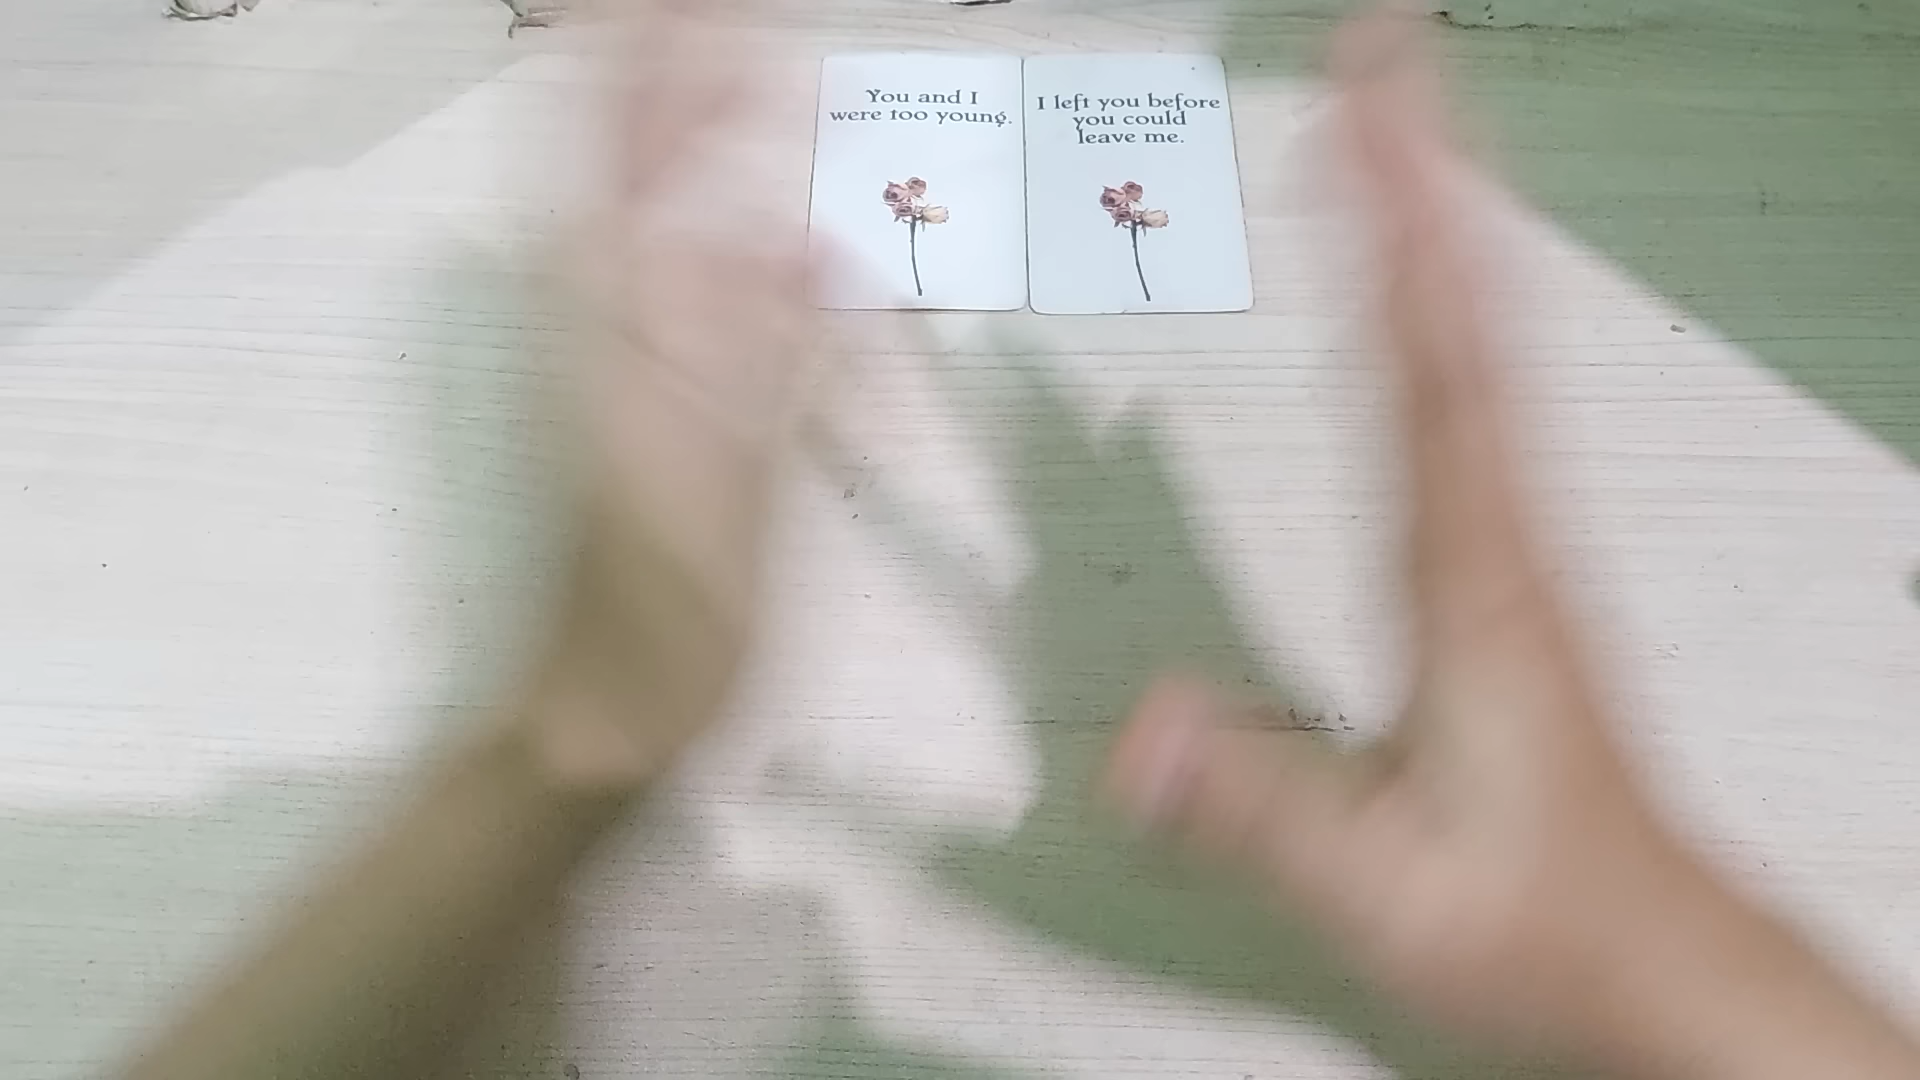 You and I
were too young.
I left you before
you could
leave me.